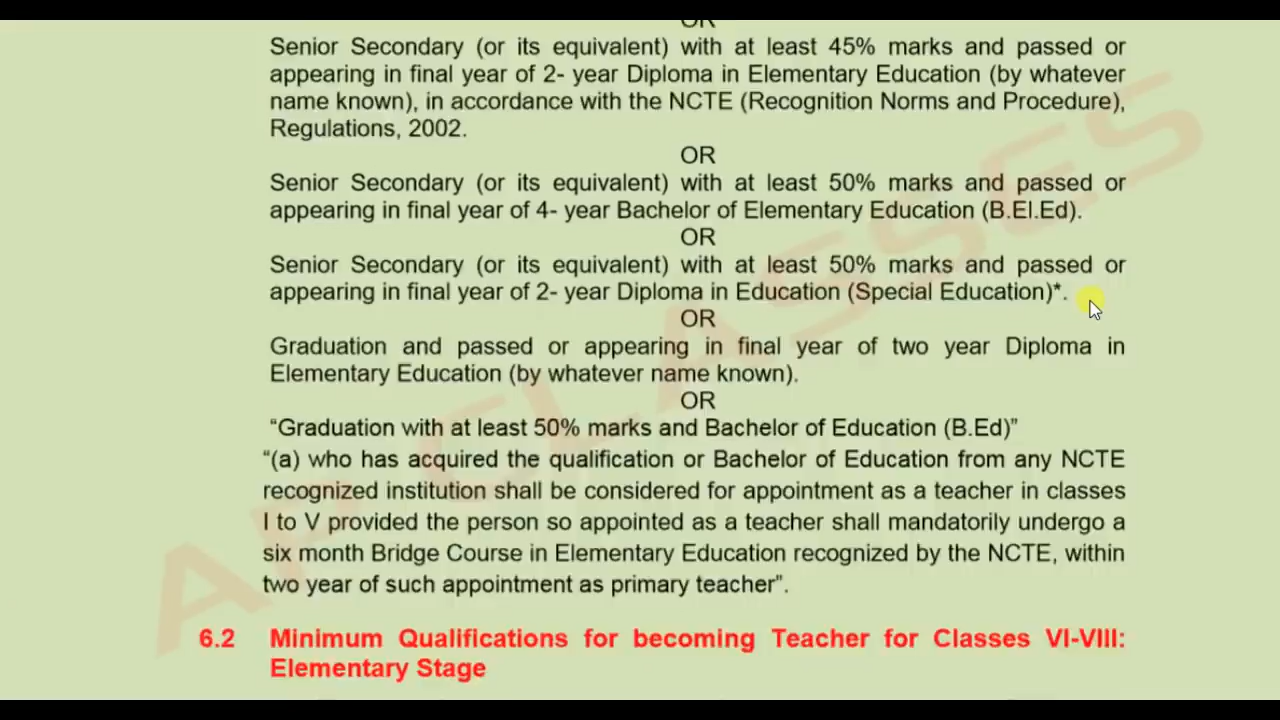 OR
Senior Secondary (or its equivalent) with at least 45% marks and passed or
appearing in final year of 2- year Diploma in Elementary Education (by whatever
name known), in accordance with the NCTE (Recognition Norms and Procedure),
Regulations, 2002.
OR
Senior Secondary (or its equivalent) with at least 50% marks and passed or
appearing in final year of 4- year Bachelor of Elementary Education (B.El.Ed).
OR
Senior Secondary (or its equivalent) with at least 50% marks and passed or
appearing in final year of 2- year Diploma in Education (Special Education)*.
OR
Graduation and passed or appearing in final year of two year Diploma in
Elementary Education (by whatever name known).
OR
“Graduation with at least 50% marks and Bachelor of Education (B.Ed)”
“(a) who has acquired the qualification or Bachelor of Education from any NCTE
recognized institution shall be considered for appointment as a teacher in classes
I to V provided the person so appointed as a teacher shall mandatorily undergo a
six month Bridge Course in Elementary Education recognized by the NCTE, within
two year of such appointment as primary teacher”.
6.2 Minimum Qualifications for becoming Teacher for Classes VI-VIII:
Elementary Stage
AP CLASSES